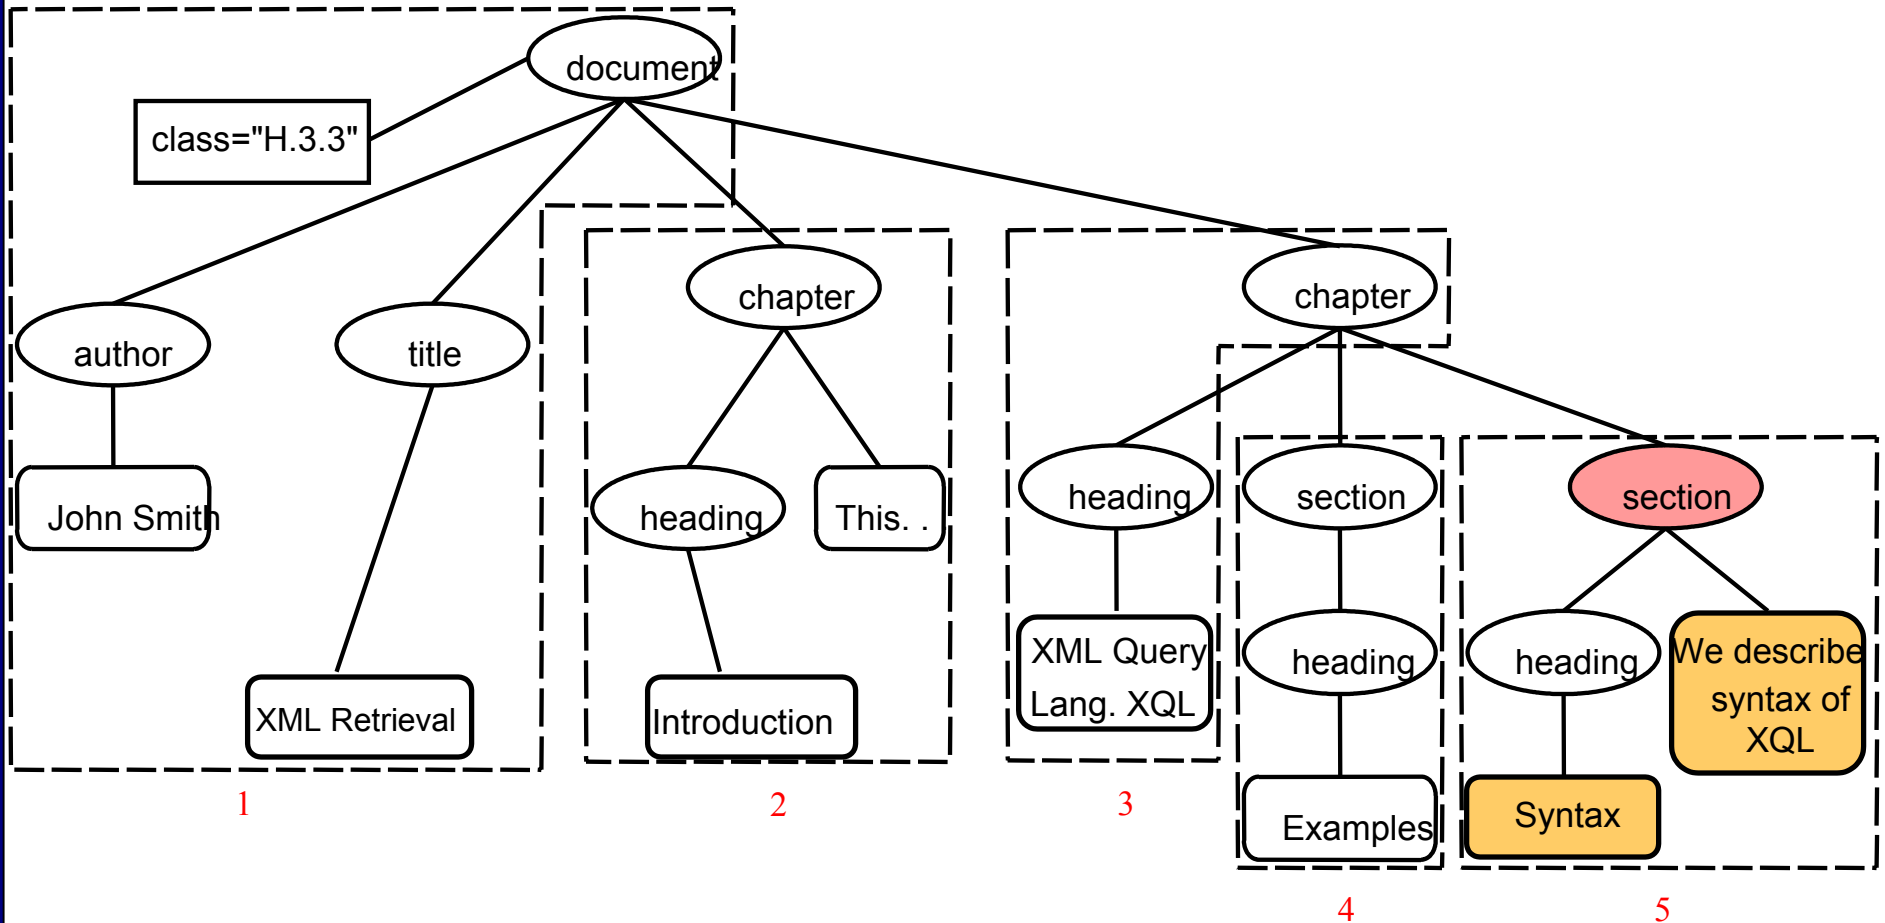 document
class="H.3.3"
chapter
chapter
author
title
heading
section
section
John Smith
heading
This. .
XML Query
Lang. XQL
heading
heading
We describe
syntax of
XQL
XML Retrieval
Introduction
Examples
Syntax
1
2
3
4
5